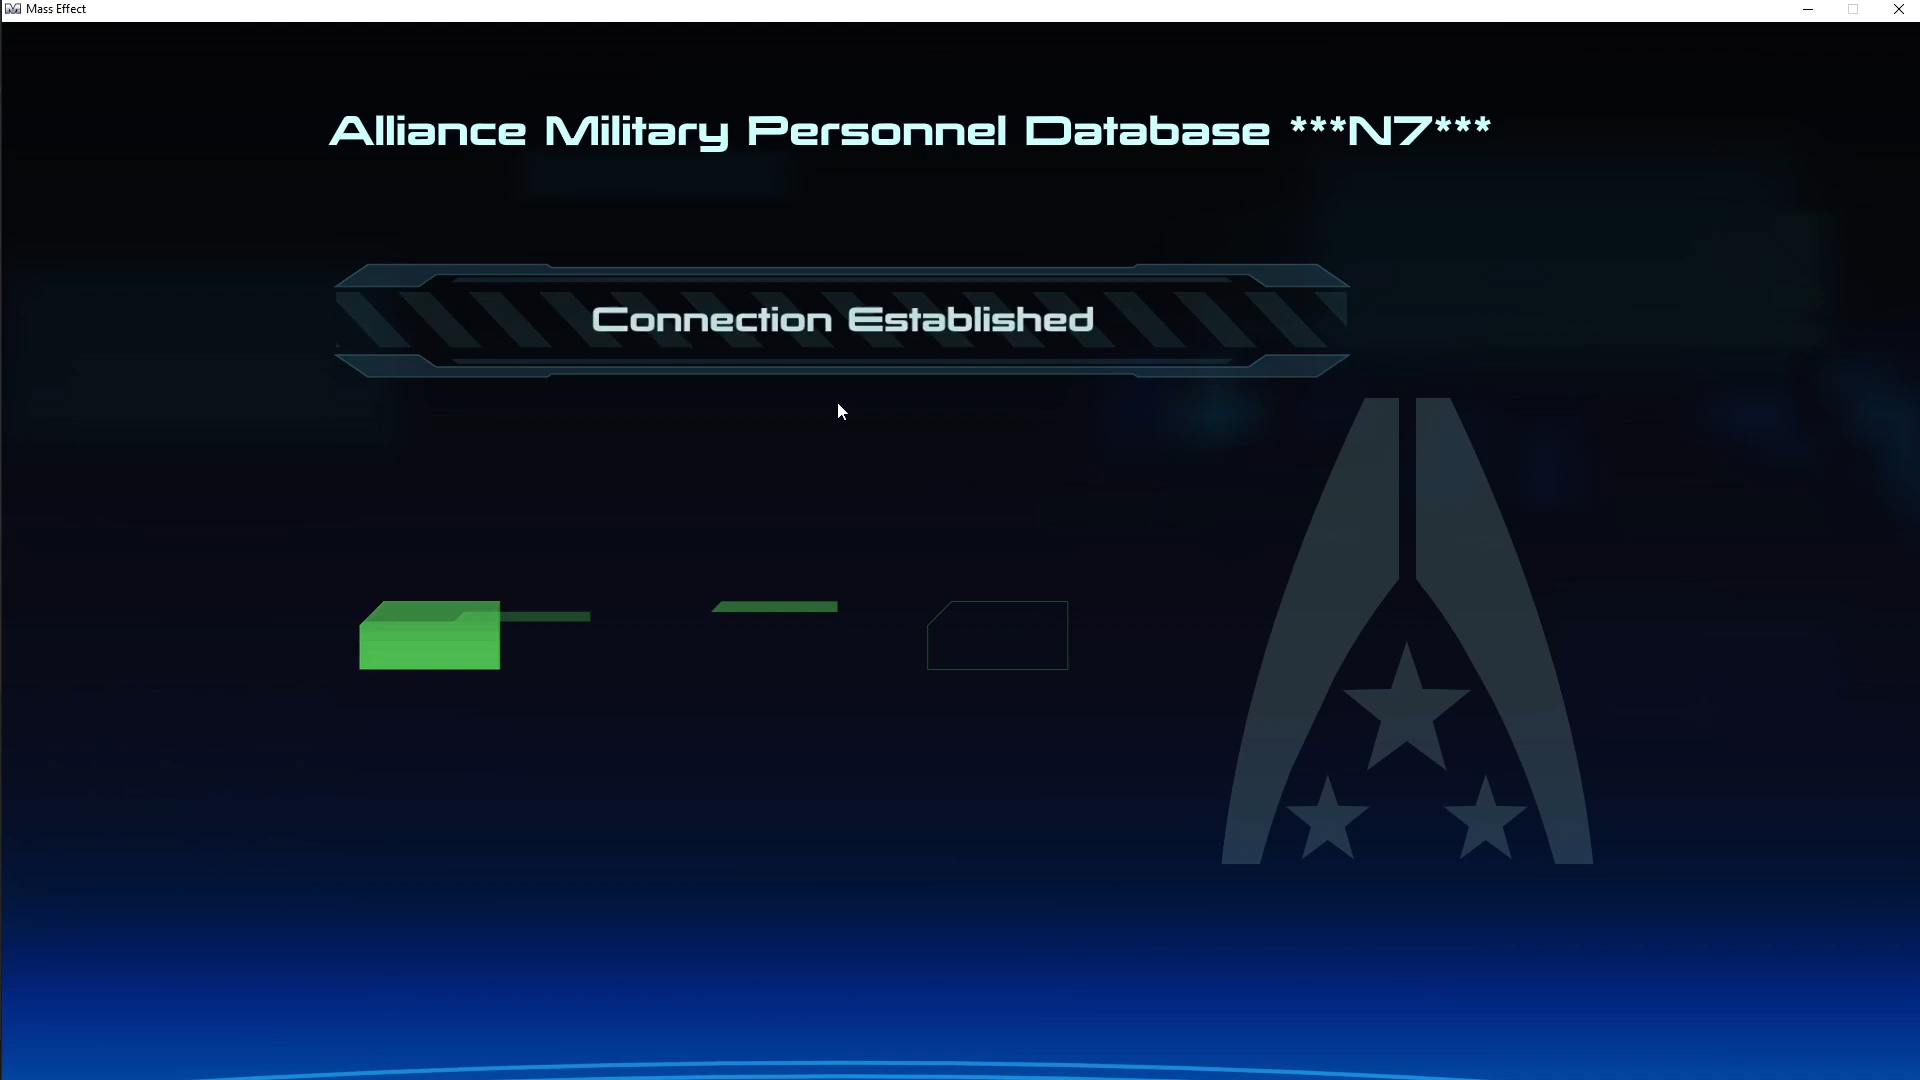 Mass Effect
Alliance Military Personnel Database ***N7***
Connection Established